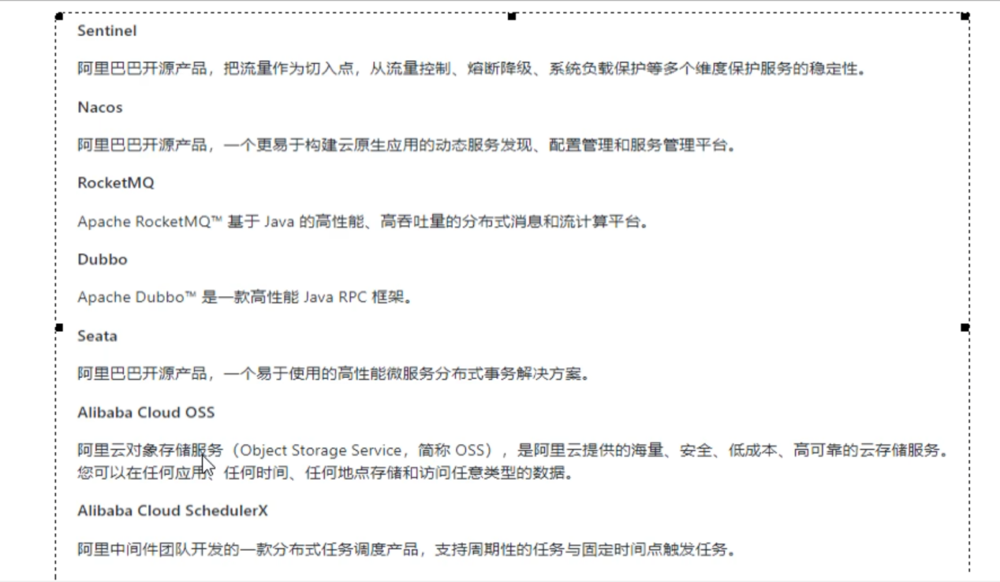 Sentinel
阿里巴巴开源产品，把流量作为切入点，从流量控制、熔断降级、系统负载保护等多个维度保护服务的稳定性。
Nacos
阿里巴巴开源产品，一个更易于构建云原生应用的动态服务发现、配置管理和服务管理平台。
RocketMQ
Apache RocketMQ™ 基于 Java 的高性能、高吞吐量的分布式消息和流计算平台。
Dubbo
Apache Dubbo™ 是一款高性能 Java RPC 框架。
Seata
阿里巴巴开源产品，一个易于使用的高性能微服务分布式事务解决方案。
Alibaba Cloud OSS
阿里云对象存储服务（Object Storage Service，简称 OSS），是阿里云提供的海量、安全、低成本、高可靠的云存储服务。
您可以在任何应用、任何时间、任何地点存储和访问任意类型的数据。
Alibaba Cloud SchedulerX
阿里中间件团队开发的一款分布式任务调度产品，支持周期性的任务与固定时间点触发任务。